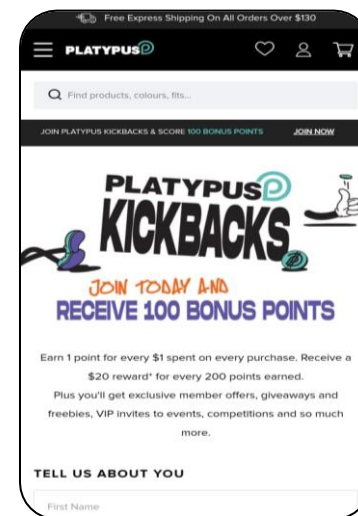 Free Express Shipping On All Orders Over $130
PLATYPUS
Find products, colours, fits...
JOIN PLATYPUS KICKBACKS & SCORE 100 BONUS POINTS JOIN NOW
PLATYPUS
KICKBACKS
JOIN TODAY AND
RECEIVE 100 BONUS POINTS
Earn 1 point for every $1 spent on every purchase. Receive a
$20 reward* for every 200 points earned.
Plus you'll get exclusive member offers, giveaways and
freebies, VIP invites to events, competitions and so much
more.
TELL US ABOUT YOU
First Name